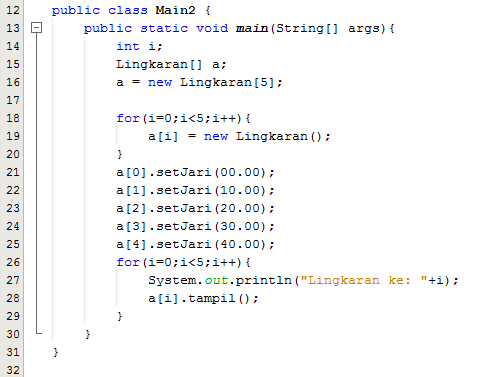 12 public class Main2 {
13 public static void main(String[] args){
14 int i;
15 Lingkaran[] a;
16 a = new Lingkaran[5];
17
18 for(i=0;i<5;i++){
19 a[i] = new Lingkaran();
20 }
21 a[0].setJari(00.00);
22 a[1].setJari(10.00);
23 a[2].setJari(20.00);
24 a[3].setJari(30.00);
25 a[4].setJari(40.00);
26 for(i=0;i<5;i++){
27 System.out.println("Lingkaran ke: "+i);
28 a[i].tampil();
29 }
30 }
31 }
32